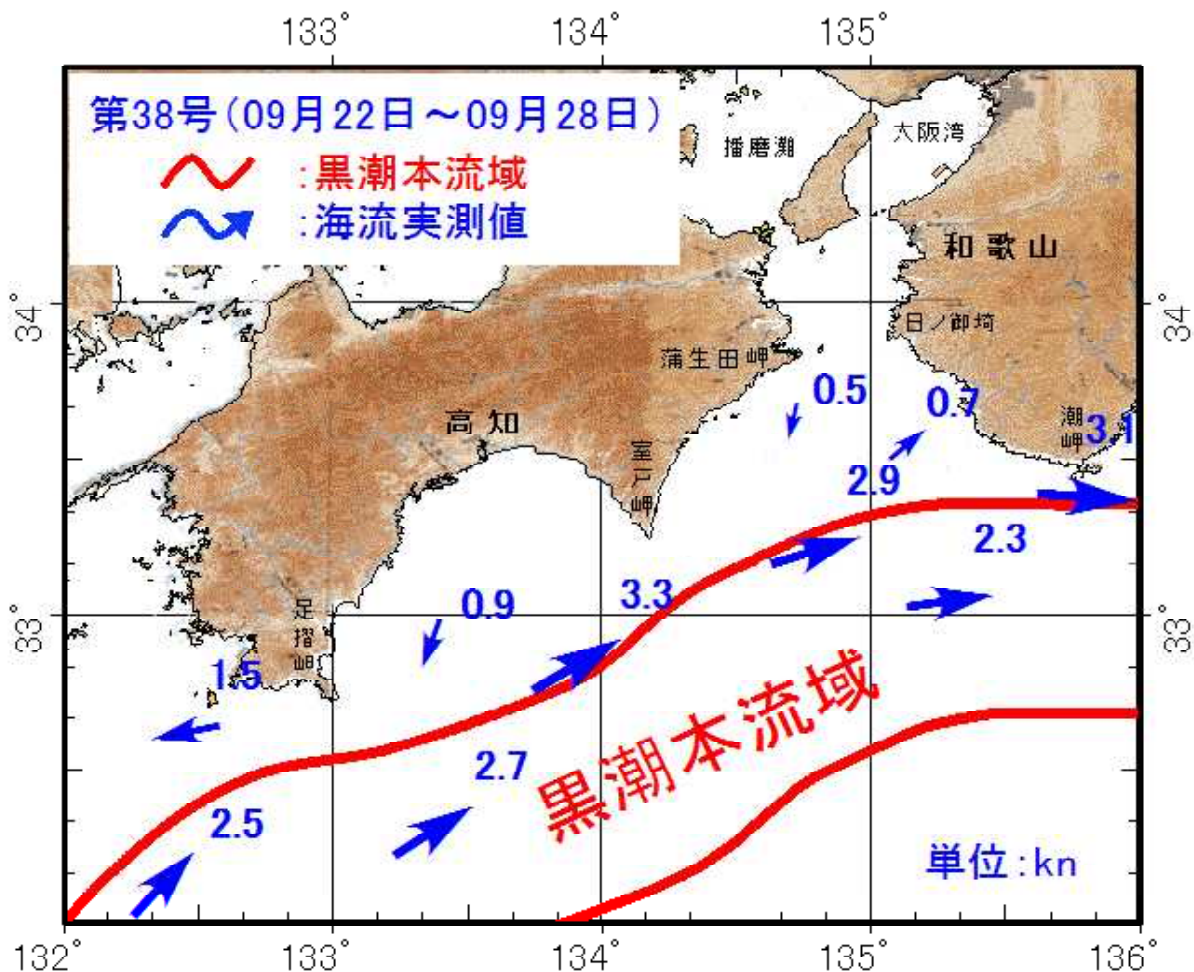 133° 134° 135°
第38号(09月22日～09月28日)
:黒潮本流域
:海流実測値
播磨灘
大阪湾
和歌山
34°
34°
日ノ御埼
蒲生田岬
0.5
0.7
潮岬
3.1
高知
室戸岬
2.9
2.3
0.9
3.3
33°
33°
足摺岬
1.5
黒潮本流域
2.7
2.5
単位:kn
132° 133° 134° 135° 136°